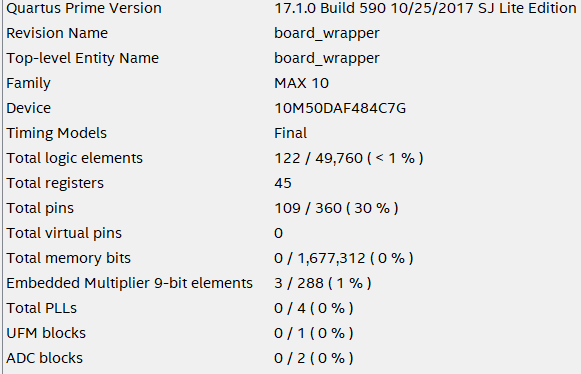 Quartus Prime Version 17.1.0 Build 590 10/25/2017 SJ Lite Edition
Revision Name board_wrapper
Top-level Entity Name board_wrapper
Family MAX 10
Device 10M50DAF484C7G
Timing Models Final
Total logic elements 122 / 49,760 ( < 1 % )
Total registers 45
Total pins 109 / 360 ( 30 % )
Total virtual pins 0
Total memory bits 0 / 1,677,312 ( 0 % )
Embedded Multiplier 9-bit elements 3 / 288 ( 1 % )
Total PLLs 0 / 4 ( 0 % )
UFM blocks 0 / 1 ( 0 % )
ADC blocks 0 / 2 ( 0 % )